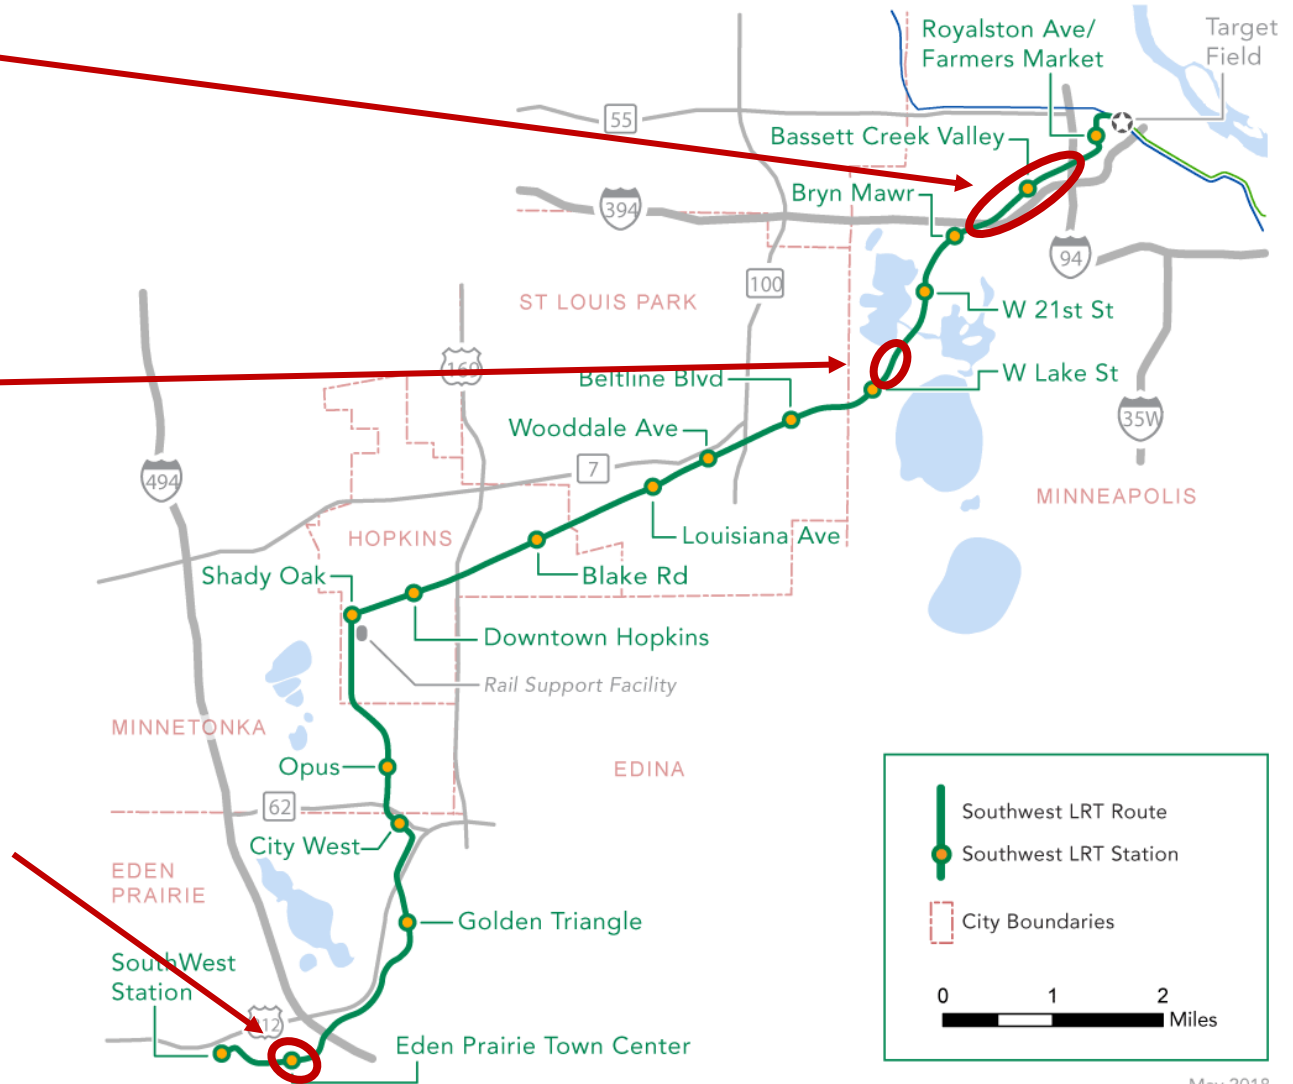 Royalston Ave/
Farmers Market
Target
Field
55
Bassett Creek Valley
Bryn Mawr
394
94
100
ST LOUIS PARK
W 21st St
169
Beltline Blvd
W Lake St
35W
Wooddale Ave
7
494
MINNEAPOLIS
HOPKINS
Louisiana Ave
Shady Oak
Blake Rd
Downtown Hopkins
Rail Support Facility
MINNETONKA
Opus
EDINA
62
City West
EDEN
PRAIRIE
Golden Triangle
SouthWest
Station
212
Eden Prairie Town Center
Southwest LRT Route
Southwest LRT Station
City Boundaries
0 1 2
Miles
May 2018